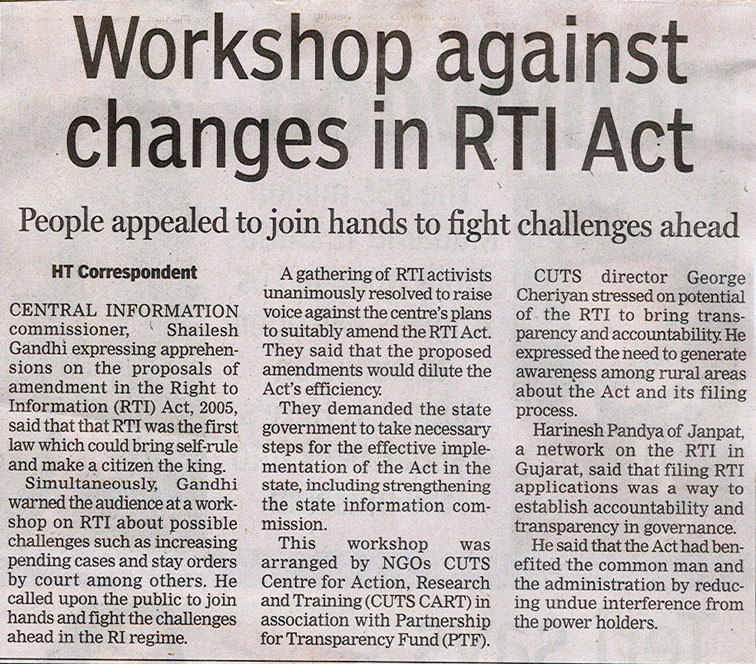 Workshop against
changes in RTI Act
People appealed to join hands to fight challenges ahead
HT Correspondent
CENTRAL INFORMATION
commissioner, Shailesh
Gandhi expressing apprehen-
sions on the proposals of
amendment in the Right to
Information (RTI) Act, 2005,
said that that RTI was the first
law which could bring self-rule
and make a citizen the king.
Simultaneously, Gandhi
warned the audience at a work-
shop on RTI about possible
challenges such as increasing
pending cases and stay orders
by court among others. He
called upon the public to join
hands and fight the challenges
ahead in the RI regime.
A gathering of RTI activists
unanimously resolved to raise
voice against the centre's plans
to suitably amend the RTI Act.
They said that the proposed
amendments would dilute the
Act's efficiency.
They demanded the state
government to take necessary
steps for the effective imple-
mentation of the Act in the
state, including strengthening
the state information com-
mission.
This workshop was
arranged by NGOs CUTS
Centre for Action, Research
and Training (CUTS CART) in
association with Partnership
for Transparency Fund (PTF).
CUTS director George
Cheriyan stressed on potential
of the RTI to bring trans-
parency and accountability. He
expressed the need to generate
awareness among rural areas
about the Act and its filing
process.
Harinesh Pandya of Janpat,
a network on the RTI in
Gujarat, said that filing RTI
applications was a way to
establish accountability and
transparency in governance.
He said that the Act had ben-
efited the common man and
the administration by reduc-
ing undue interference from
the power holders.